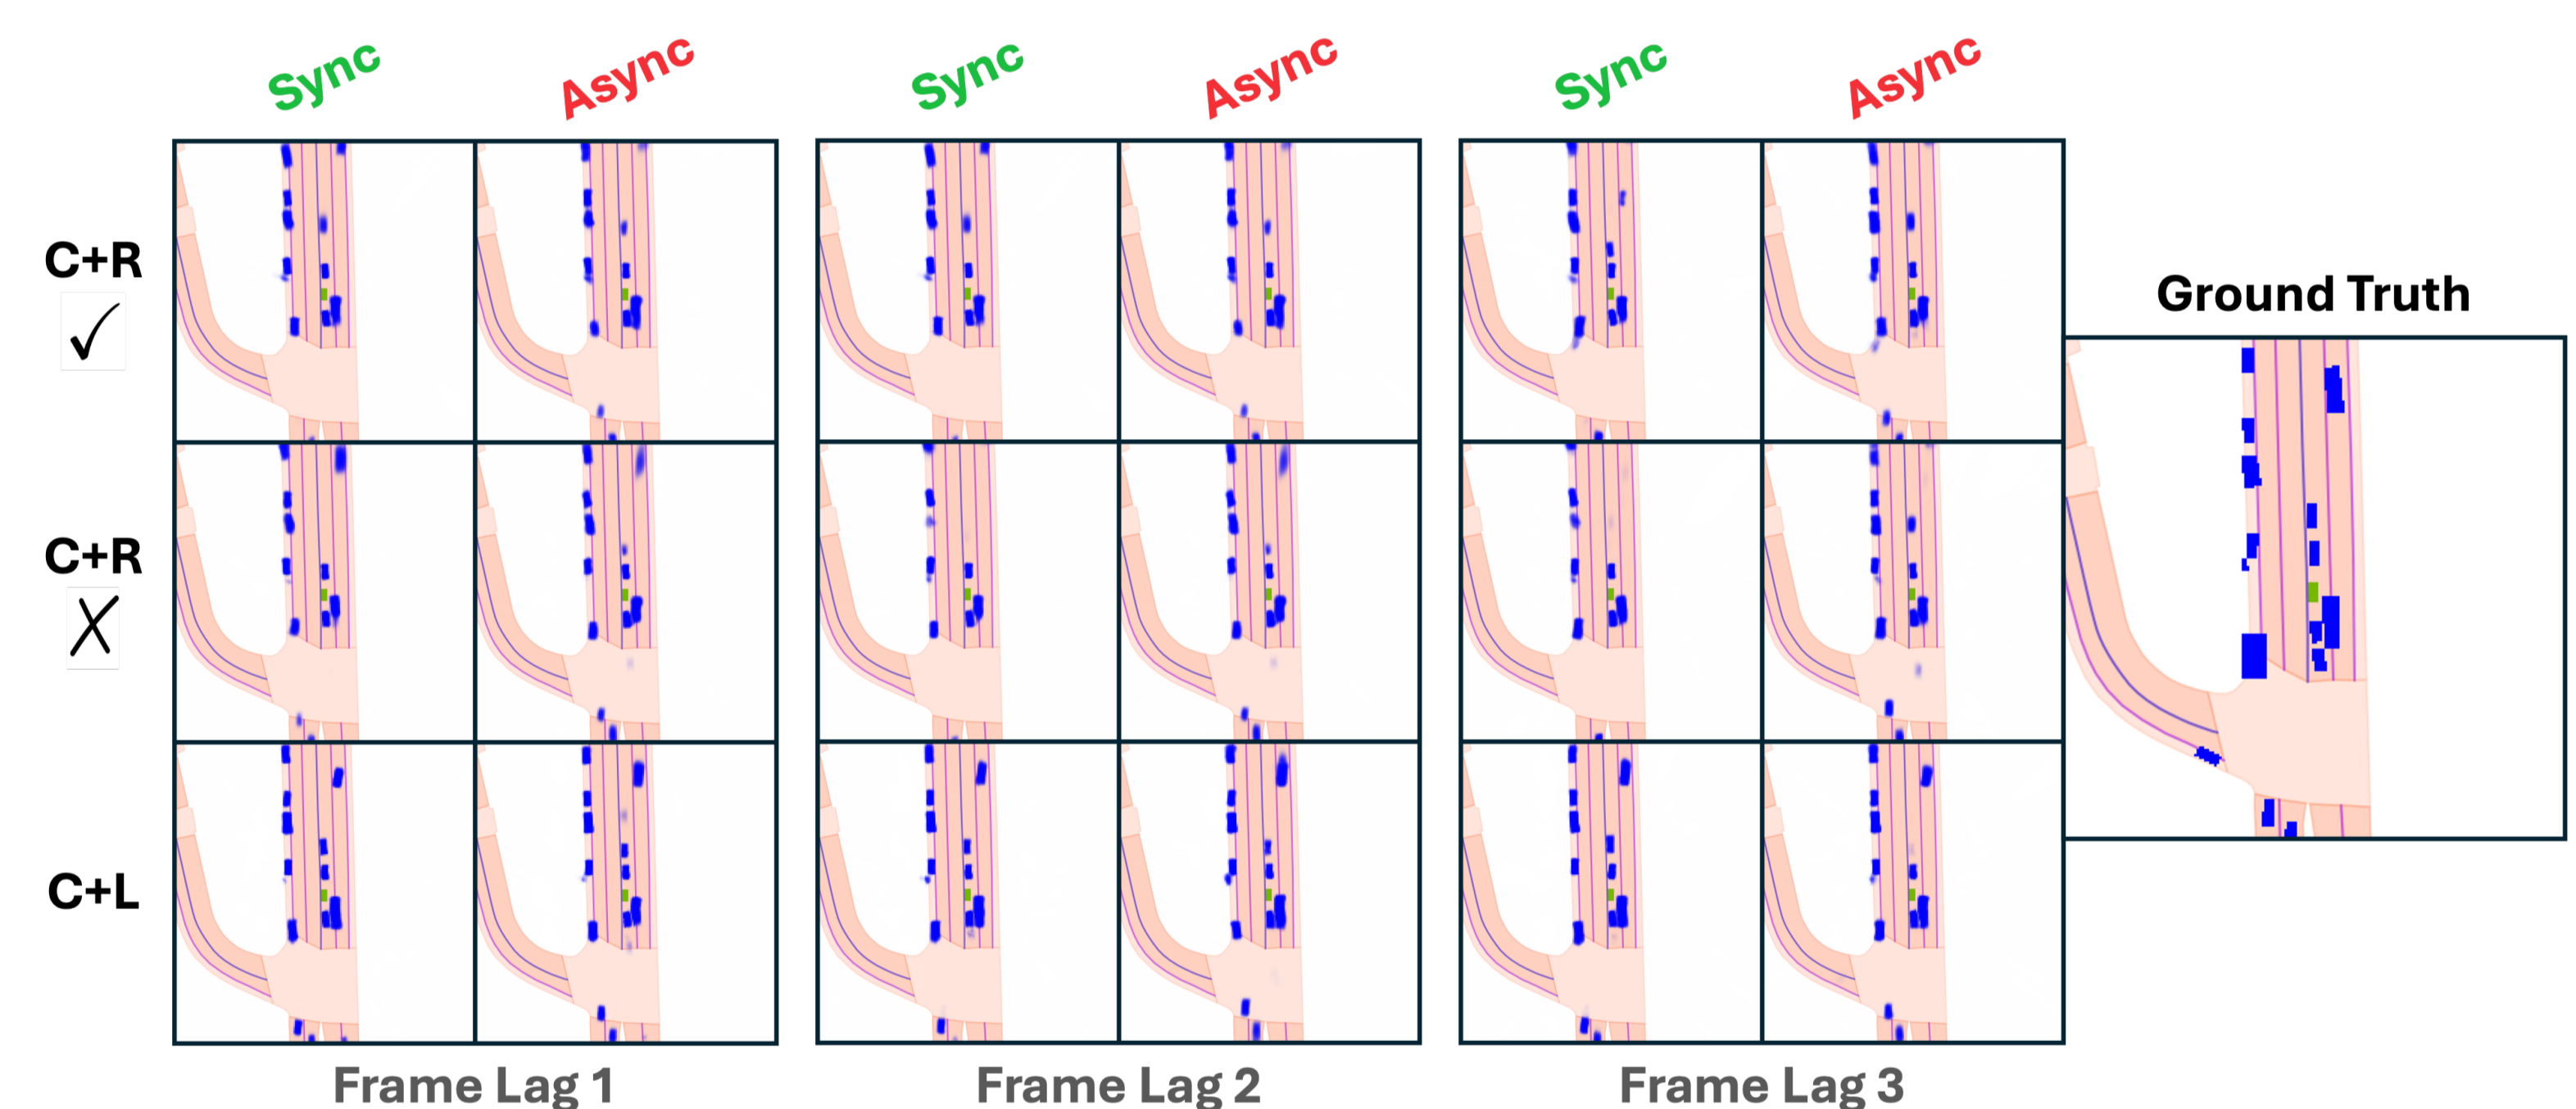 Sync Async Sync Async Sync Async
C+R
✓
Ground Truth
C+R
X
C+L
Frame Lag 1 Frame Lag 2 Frame Lag 3